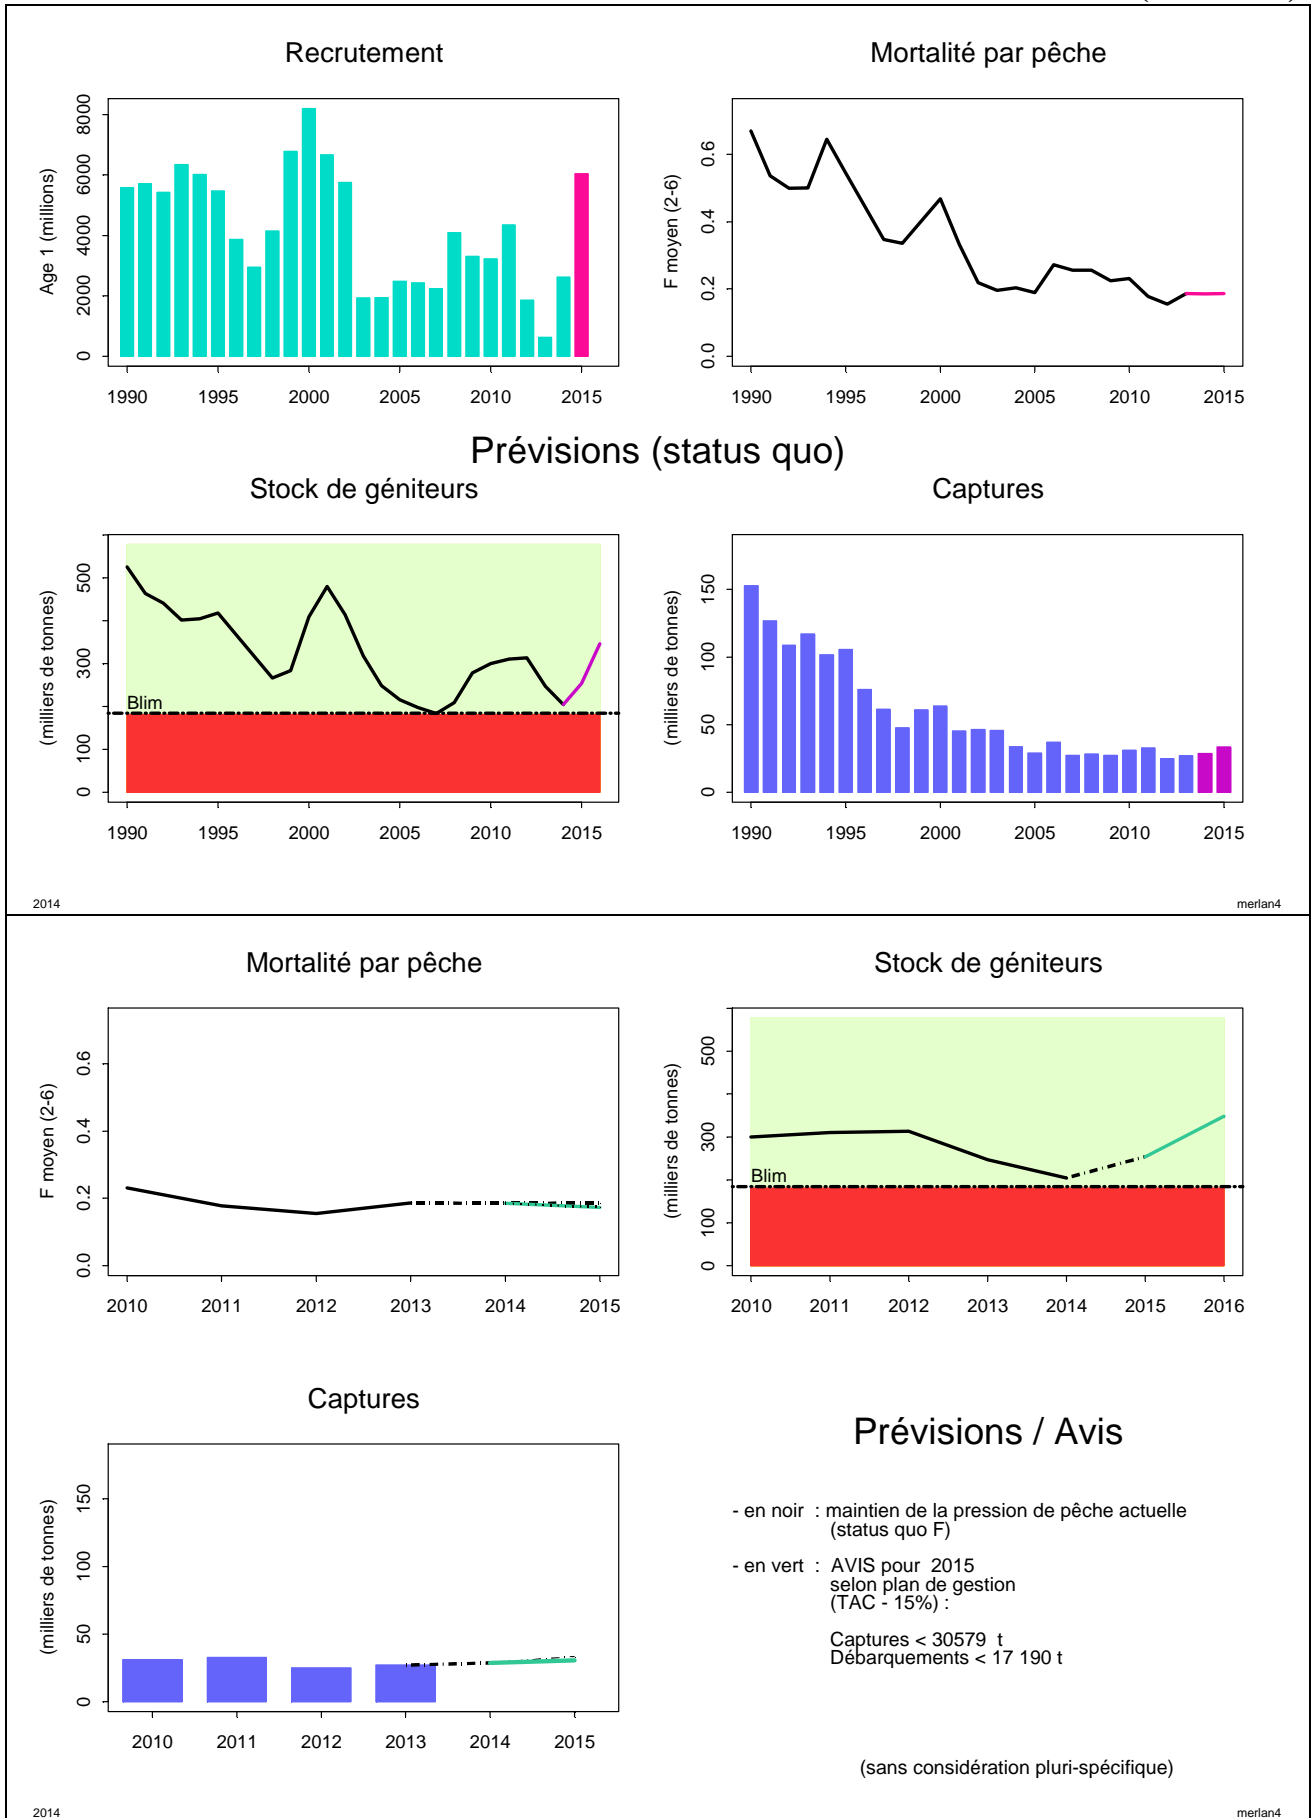 Recrutement
Age 1 (millions)
0 2000 4000 6000 8000
1990 1995 2000 2005 2010 2015
Mortalité par pêche
F moyen (2-6)
0.0 0.2 0.4 0.6
1990 1995 2000 2005 2010 2015
Prévisions (status quo)
Stock de géniteurs
(milliers de tonnes)
0 100 300 500
Blim
1990 1995 2000 2005 2010 2015
Captures
(milliers de tonnes)
0 50 100 150
1990 1995 2000 2005 2010 2015
2014
merlan4
Mortalité par pêche
F moyen (2-6)
0.0 0.2 0.4 0.6
2010 2011 2012 2013 2014 2015
Stock de géniteurs
(milliers de tonnes)
0 100 300 500
Blim
2010 2011 2012 2013 2014 2015 2016
Captures
(milliers de tonnes)
0 50 100 150
2010 2011 2012 2013 2014 2015
Prévisions / Avis
- en noir : maintien de la pression de pêche actuelle
(status quo F)
- en vert : AVIS pour 2015
selon plan de gestion
(TAC - 15%) :
Captures < 30579 t
Débarquements < 17 190 t
(sans considération pluri-spécifique)
2014
merlan4